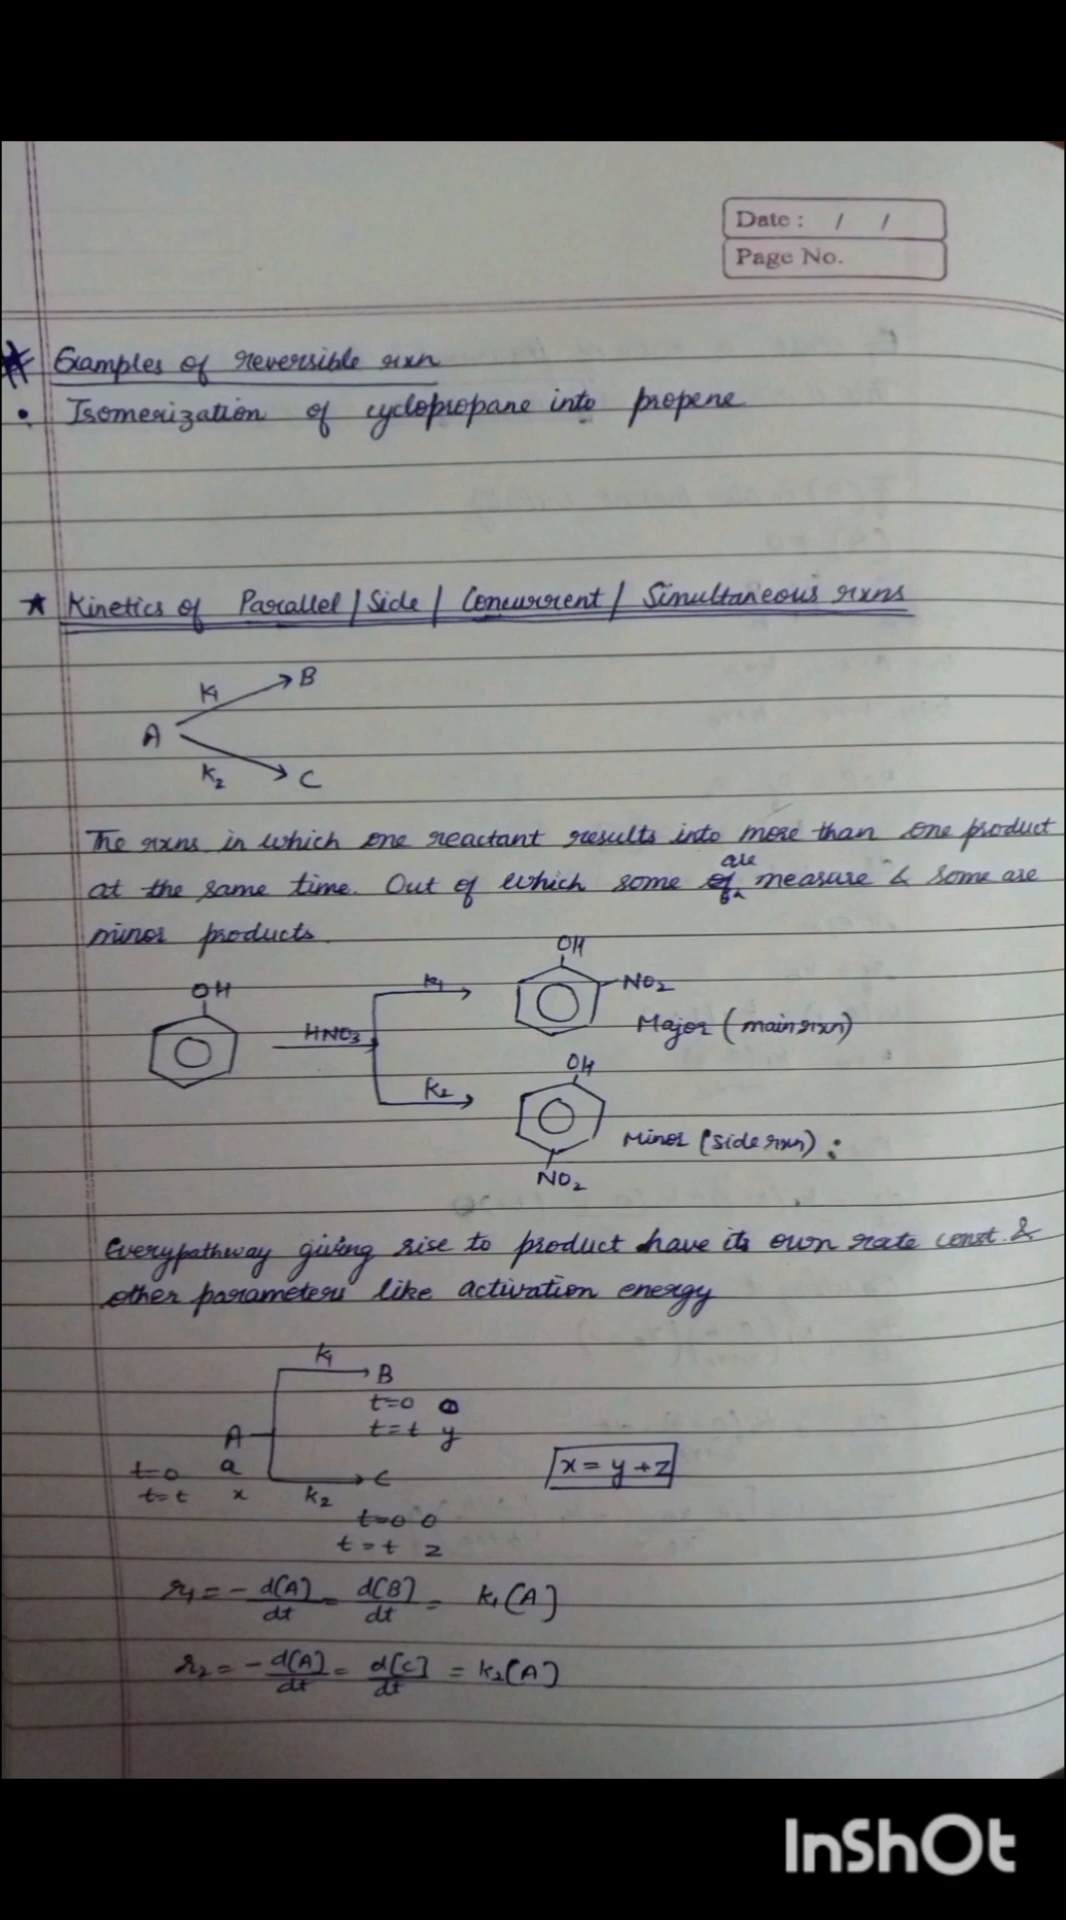 Date : / /
Page No.
Examples of reversible rxn
• Isomerization of cyclopropane into propene
★ Kinetics of Parallel / Side / Concurrent / Simultaneous rxns
K1 B
A
K2 C
The rxns in which one reactant results into more than one product
are
at the same time. Out of which some measure & some are
minor products
OH
OH
K1
NO2
HNO3
Major (main rxn)
OH
K2
Minor (side rxn) :
NO2
Every pathway giving rise to product have its own rate const. &
other parameters like activation energy
K1
B
t=0 0
A
t=t y
t=0 a
C
x = y + z
t=t x
K2
t=0 0
t=t z
r1 = - d[A]/dt = d[B]/dt = K1[A]
r2 = - d[A]/dt = d[C]/dt = K2[A]
InShOt